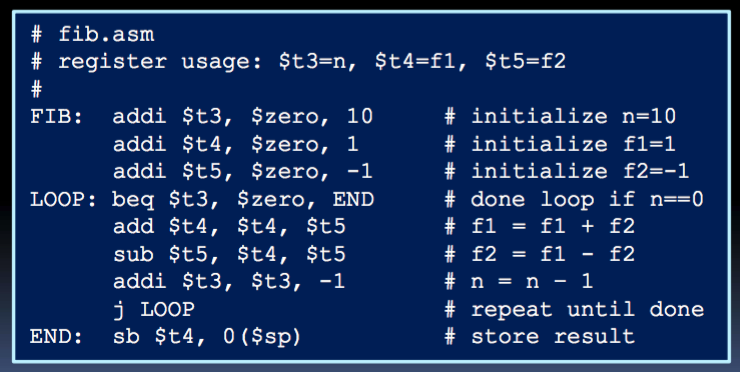 # fib.asm
# register usage: $t3=n, $t4=f1, $t5=f2
#
FIB: addi $t3, $zero, 10 # initialize n=10
addi $t4, $zero, 1 # initialize f1=1
addi $t5, $zero, -1 # initialize f2=-1
LOOP: beq $t3, $zero, END # done loop if n==0
add $t4, $t4, $t5 # f1 = f1 + f2
sub $t5, $t4, $t5 # f2 = f1 - f2
addi $t3, $t3, -1 # n = n - 1
j LOOP # repeat until done
END: sb $t4, 0($sp) # store result